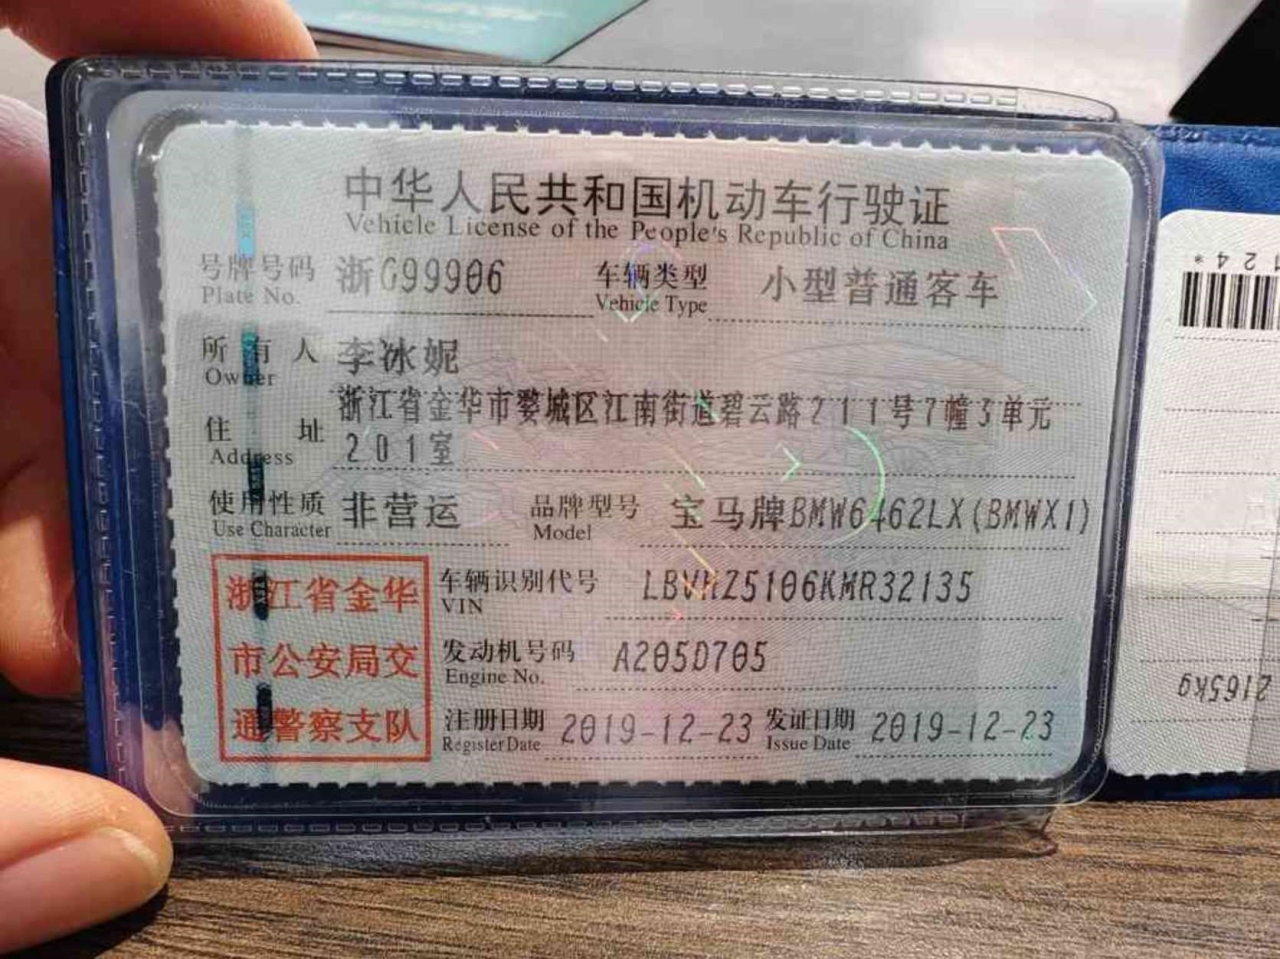 中华人民共和国机动车行驶证
Vehicle License of the People's Republic of China
号牌号码 浙G99906 车辆类型 小型普通客车
Plate No. Vehicle Type
所有人 李冰妮
Owner
浙江省金华市婺城区江南街道碧云路211号7幢3单元
住址 201室
Address
使用性质 非营运 品牌型号 宝马牌BMW6462LX(BMWX1)
Use Character Model
浙江省金华 车辆识别代号 LBVHZ5106KMR32135
VIN
市公安局交 发动机号码 A205D705
Engine No.
通警察支队 注册日期 2019-12-23 发证日期 2019-12-23
Register Date Issue Date
124*
2165kg